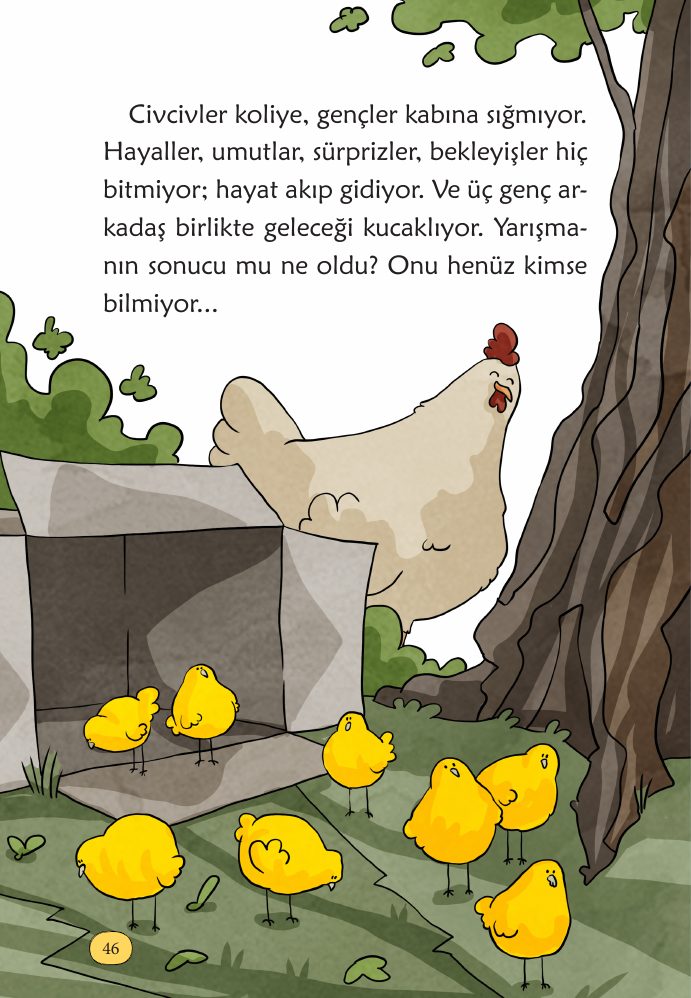 Civcivler koliye, gençler kabına sığmıyor.
Hayaller, umutlar, sürprizler, bekleyişler hiç
bitmiyor; hayat akıp gidiyor. Ve üç genç ar-
kadaş birlikte geleceği kucaklıyor. Yarışma-
nın sonucu mu ne oldu? Onu henüz kimse
bilmiyor...
46